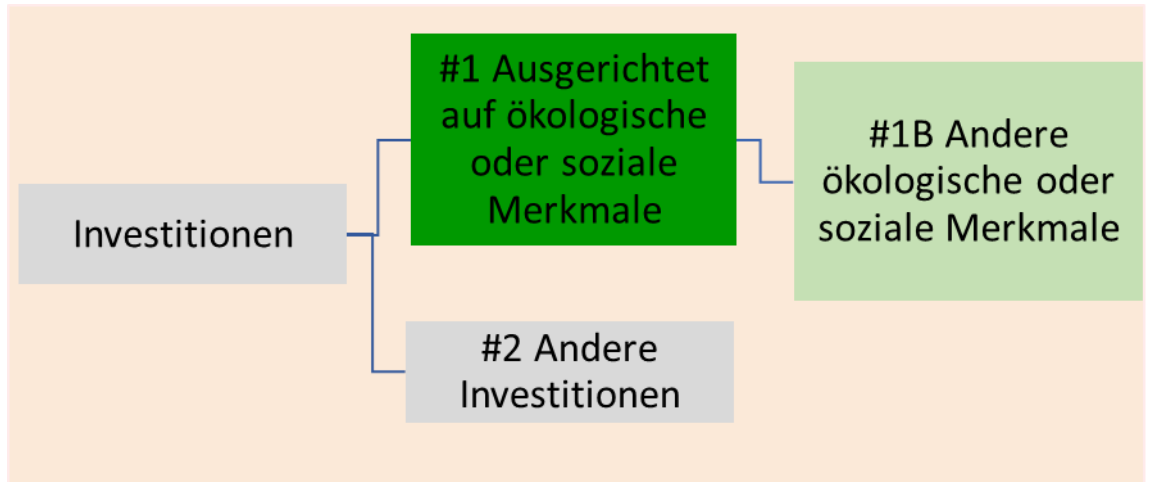 Investitionen
#1 Ausgerichtet
auf ökologische
oder soziale
Merkmale
#1B Andere
ökologische oder
soziale Merkmale
#2 Andere
Investitionen